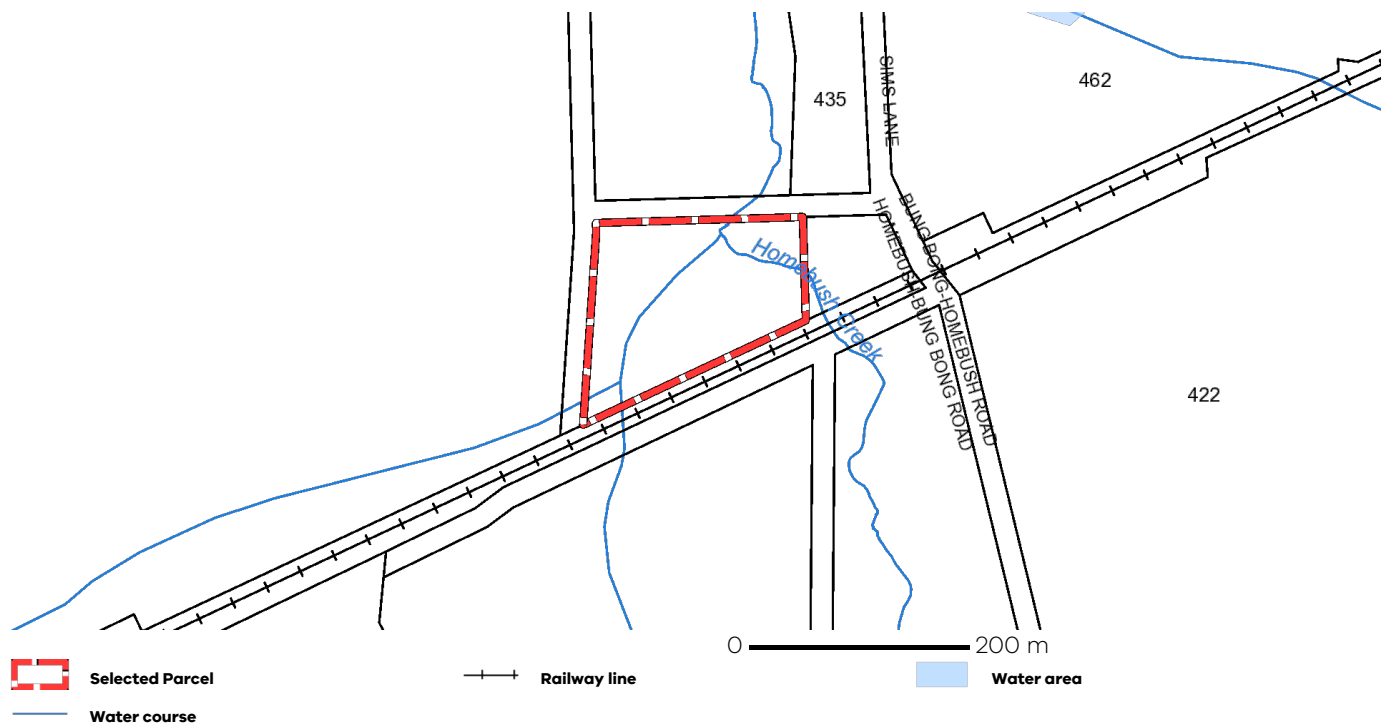 462
435
SIMS LANE
BUNG BONG-HOMEBUSH ROAD
HOMEBUSH-BUNG BONG ROAD
Homebush Creek
422
0 200 m
Selected Parcel
Railway line
Water area
Water course